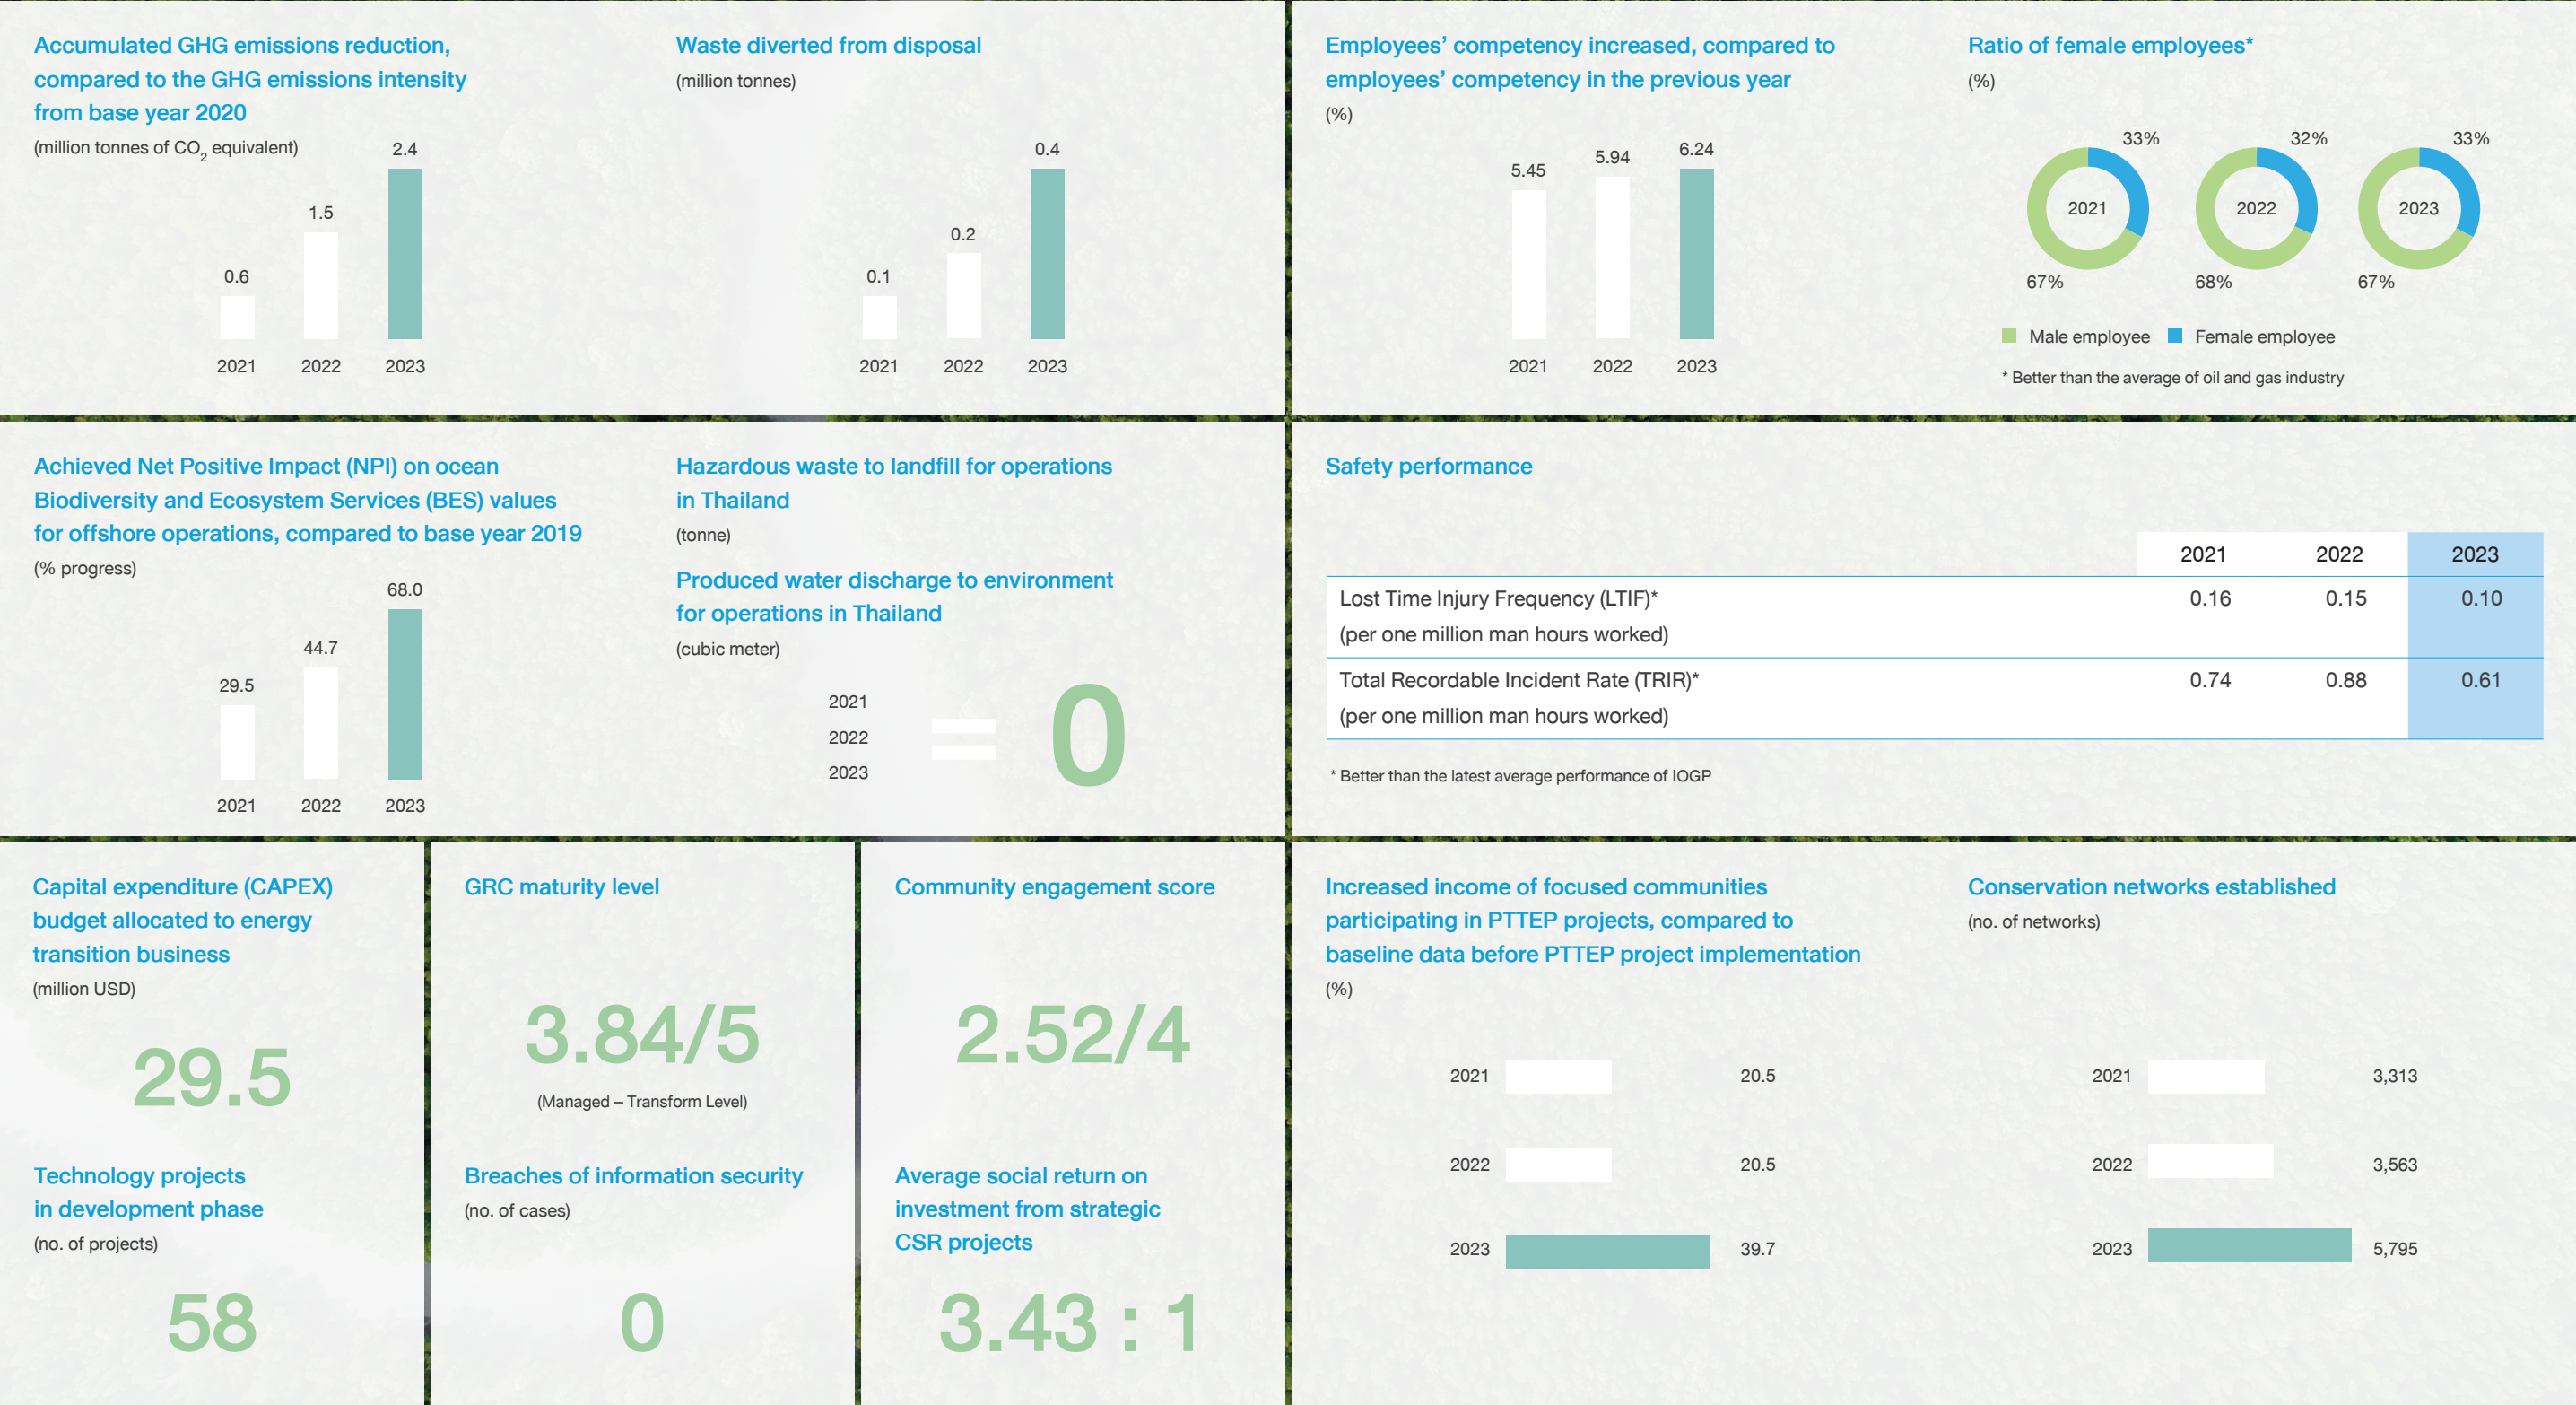 Accumulated GHG emissions reduction,
compared to the GHG emissions intensity
from base year 2020
(million tonnes of CO2 equivalent)
0.6
1.5
2.4
2021 2022 2023
Waste diverted from disposal
(million tonnes)
0.1
0.2
0.4
2021 2022 2023
Employees’ competency increased, compared to
employees’ competency in the previous year
(%)
5.45
5.94
6.24
2021 2022 2023
Ratio of female employees*
(%)
33% 32% 33%
2021 2022 2023
67% 68% 67%
Male employee Female employee
* Better than the average of oil and gas industry
Achieved Net Positive Impact (NPI) on ocean
Biodiversity and Ecosystem Services (BES) values
for offshore operations, compared to base year 2019
(% progress)
29.5
44.7
68.0
2021 2022 2023
Hazardous waste to landfill for operations
in Thailand
(tonne)
Produced water discharge to environment
for operations in Thailand
(cubic meter)
2021
2022 = 0
2023
Safety performance
2021 2022 2023
Lost Time Injury Frequency (LTIF)* 0.16 0.15 0.10
(per one million man hours worked)
Total Recordable Incident Rate (TRIR)* 0.74 0.88 0.61
(per one million man hours worked)
* Better than the latest average performance of IOGP
Capital expenditure (CAPEX)
budget allocated to energy
transition business
(million USD)
29.5
Technology projects
in development phase
(no. of projects)
58
GRC maturity level
3.84/5
(Managed – Transform Level)
Breaches of information security
(no. of cases)
0
Community engagement score
2.52/4
Average social return on
investment from strategic
CSR projects
3.43 : 1
Increased income of focused communities
participating in PTTEP projects, compared to
baseline data before PTTEP project implementation
(%)
2021 20.5
2022 20.5
2023 39.7
Conservation networks established
(no. of networks)
2021 3,313
2022 3,563
2023 5,795